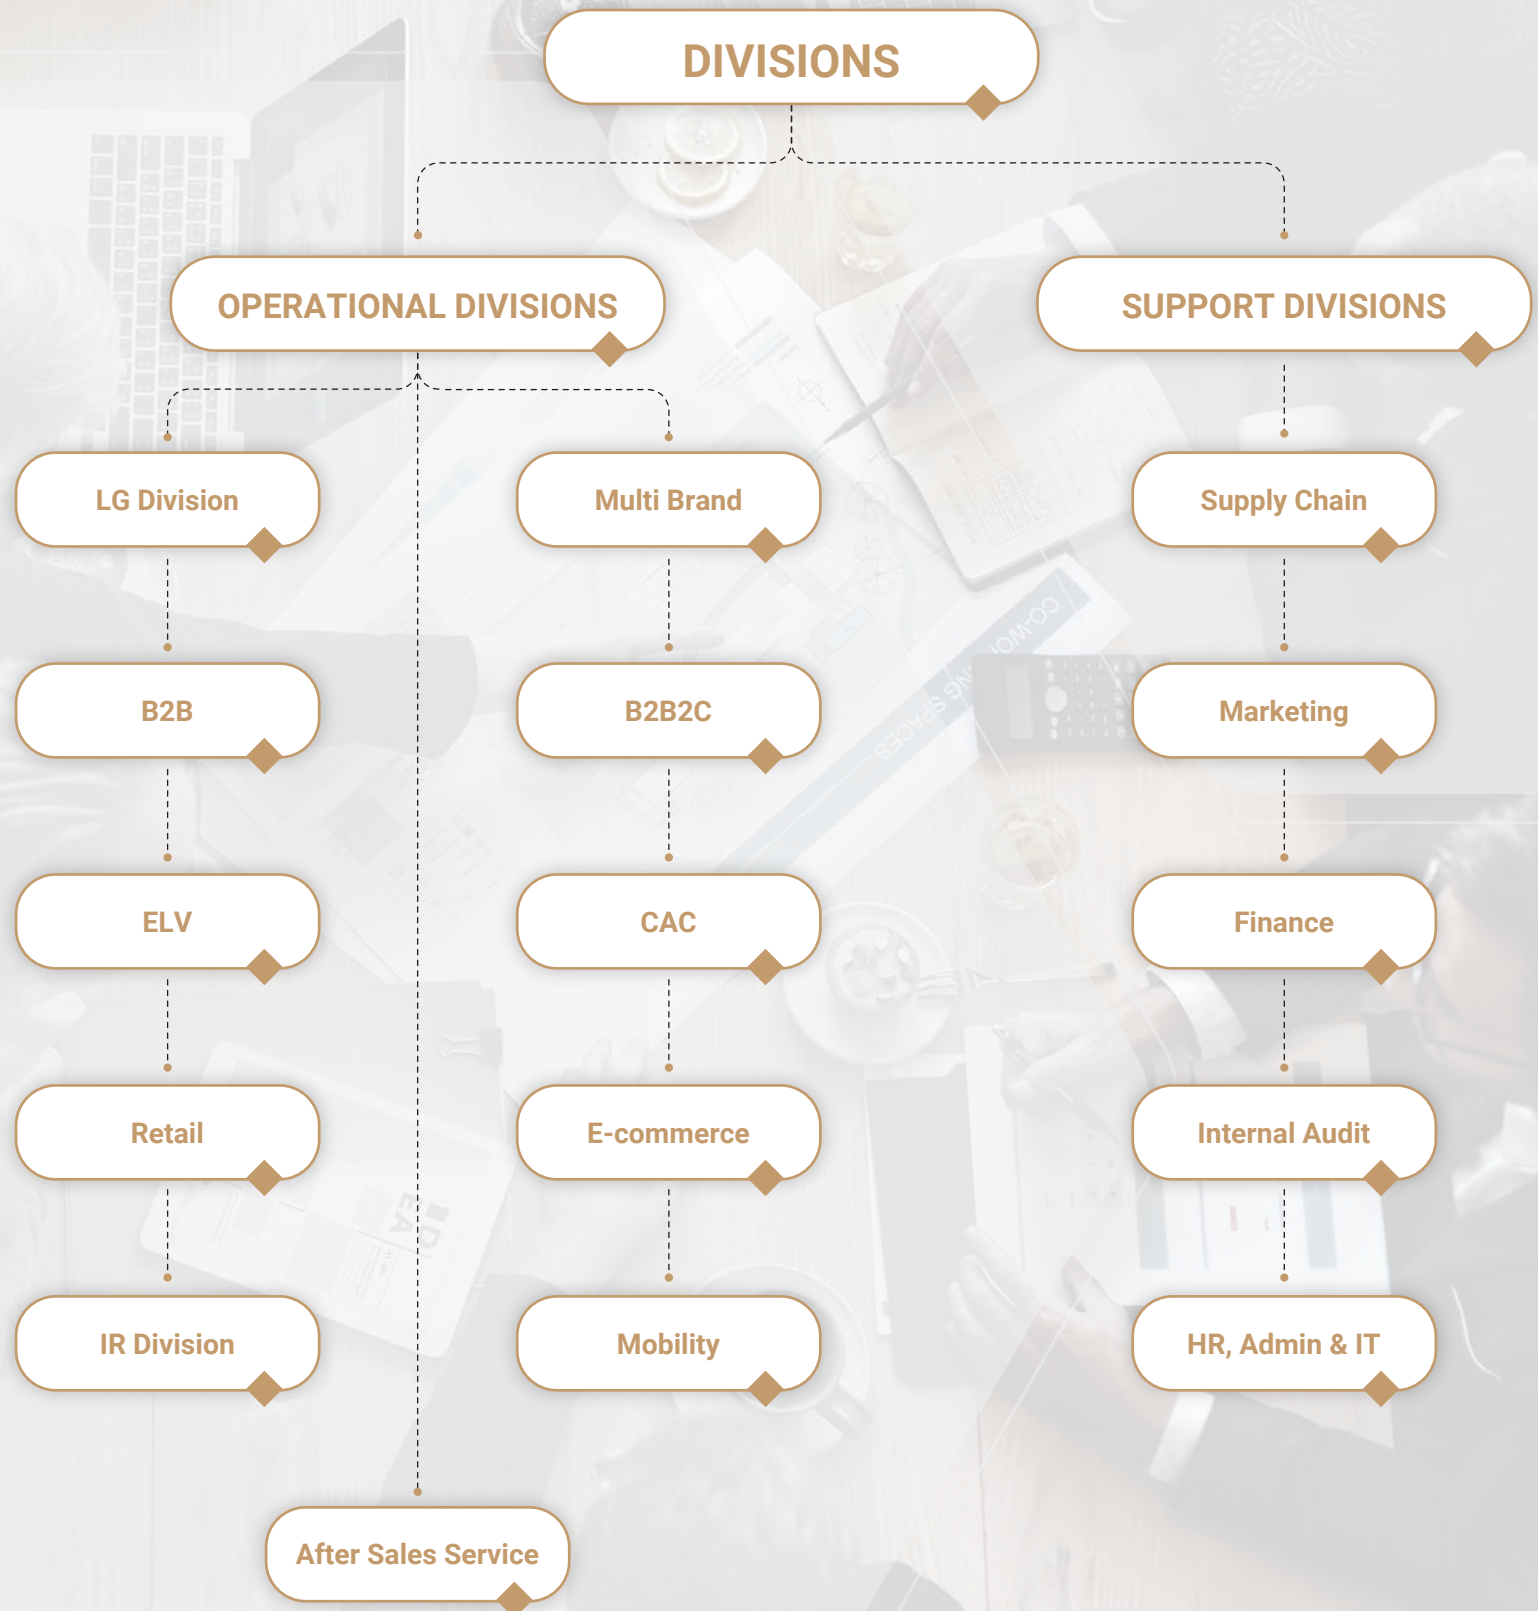 DIVISIONS
OPERATIONAL DIVISIONS
SUPPORT DIVISIONS
LG Division
Multi Brand
Supply Chain
B2B
B2B2C
Marketing
ELV
CAC
Finance
Retail
E-commerce
Internal Audit
IR Division
Mobility
HR, Admin & IT
After Sales Service